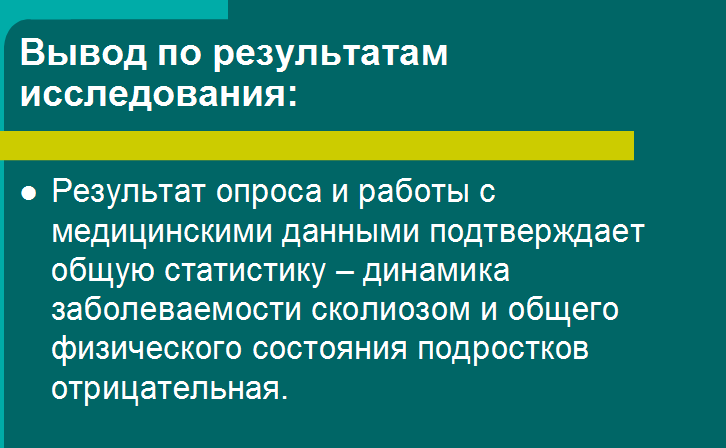 Вывод по результатам
исследования:
● Результат опроса и работы с
медицинскими данными подтверждает
общую статистику – динамика
заболеваемости сколиозом и общего
физического состояния подростков
отрицательная.